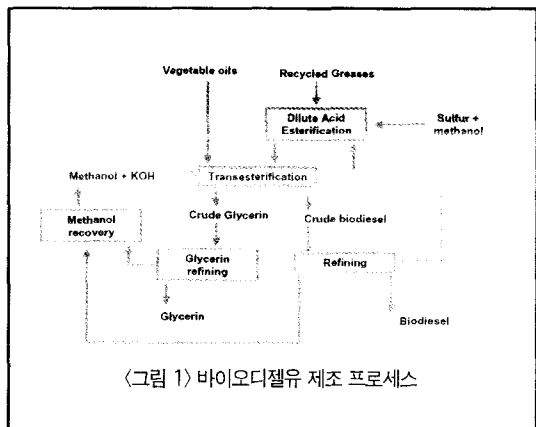 Vegetable oils
Recycled Greases
Dilute Acid
Esterification
Sulfur +
methanol
Methanol + KOH
Transesterification
Methanol
recovery
Crude Glycerin
Crude biodiesel
Glycerin
refining
Refining
Glycerin
Biodiesel
〈그림 1〉 바이오디젤유 제조 프로세스